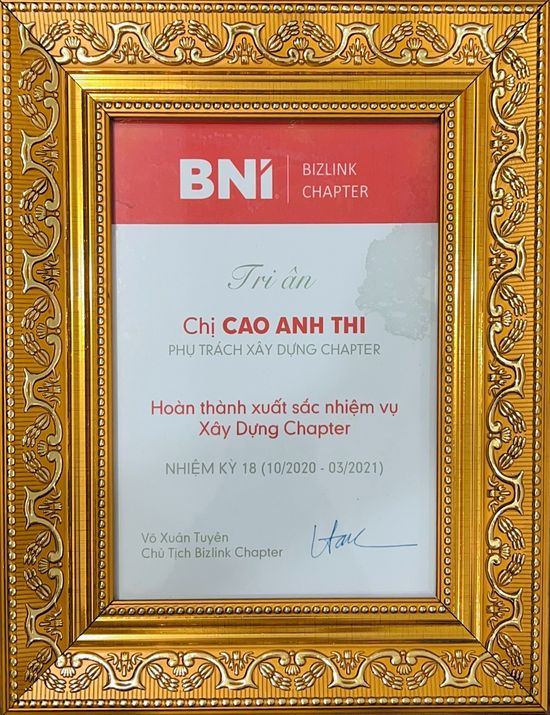 BNI
BIZLINK
CHAPTER
Tri ân
Chị CAO ANH THI
PHỤ TRÁCH XÂY DỰNG CHAPTER
Hoàn thành xuất sắc nhiệm vụ
Xây Dựng Chapter
NHIỆM KỲ 18 (10/2020 - 03/2021)
Võ Xuân Tuyên
Chủ Tịch Bizlink Chapter